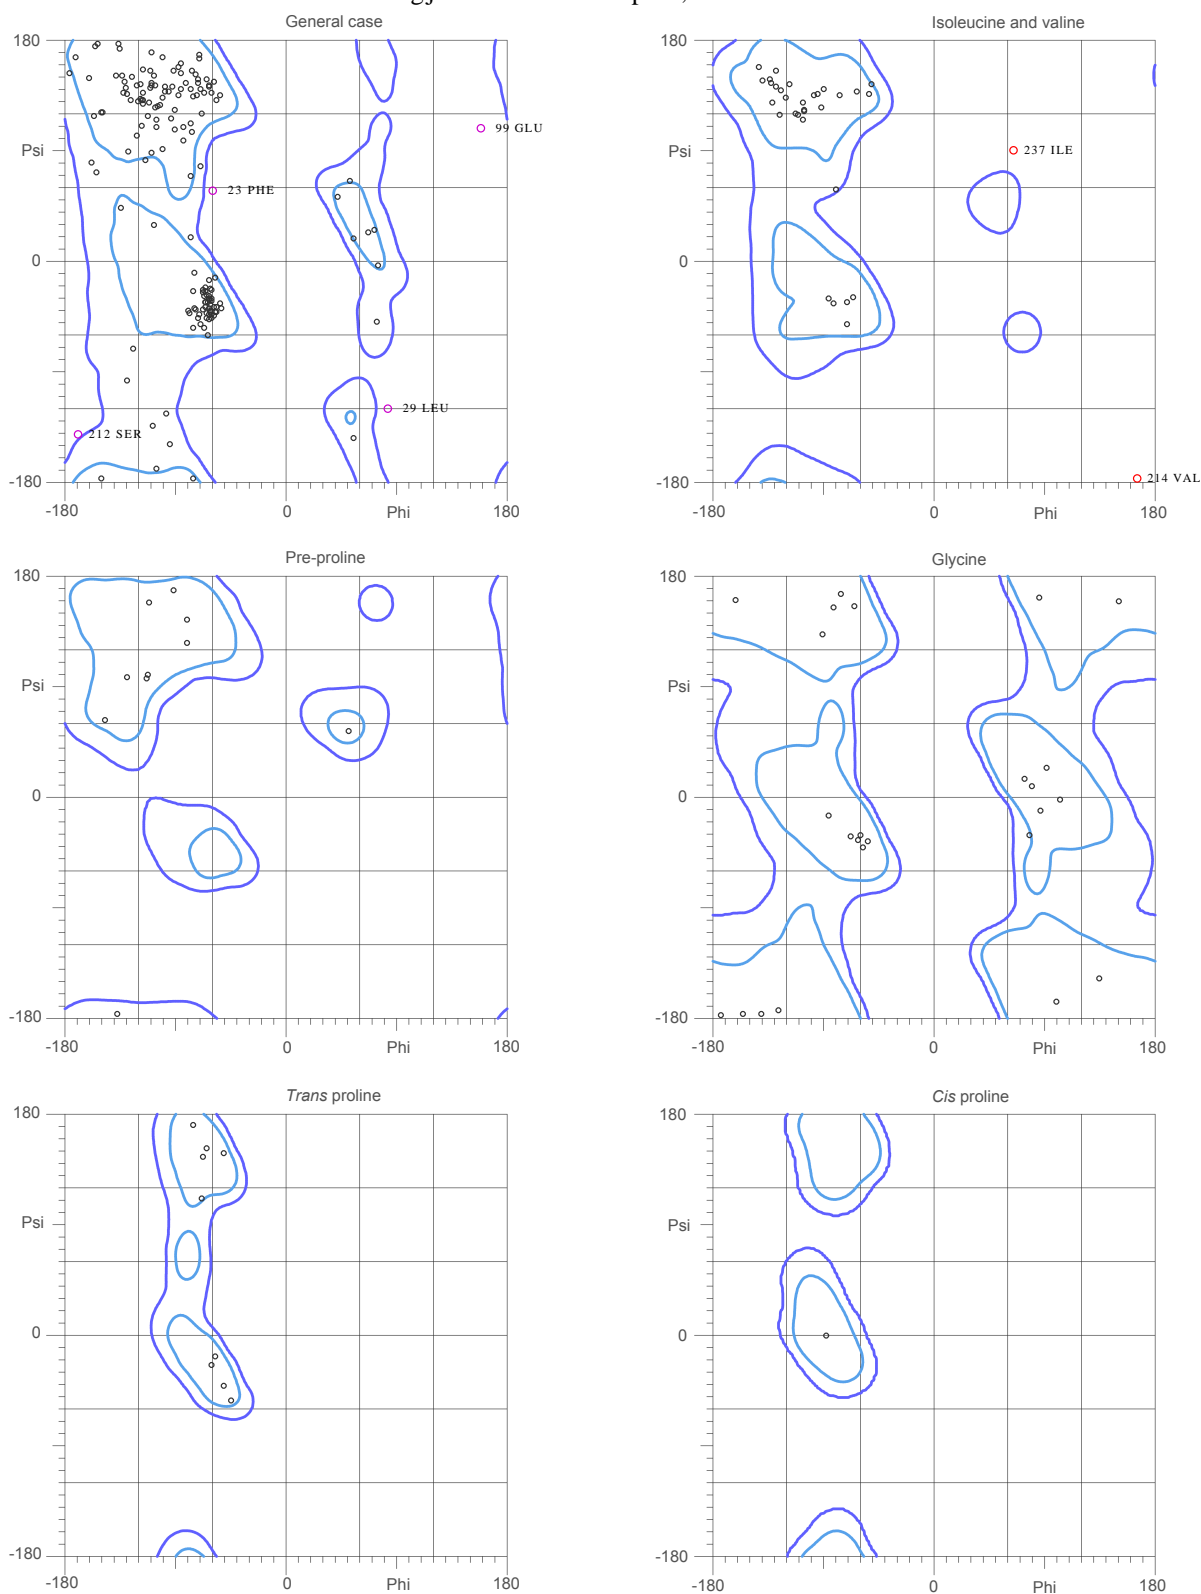 General case
180
Psi
0
-180
-180
0
Phi
180
99 GLU
23 PHE
29 LEU
212 SER
Isoleucine and valine
180
Psi
0
-180
-180
0
Phi
180
237 ILE
214 VAL
Pre-proline
180
Psi
0
-180
-180
0
Phi
180
Glycine
180
Psi
0
-180
-180
0
Phi
180
Trans proline
180
Psi
0
-180
-180
0
Phi
180
Cis proline
180
Psi
0
-180
-180
0
Phi
180